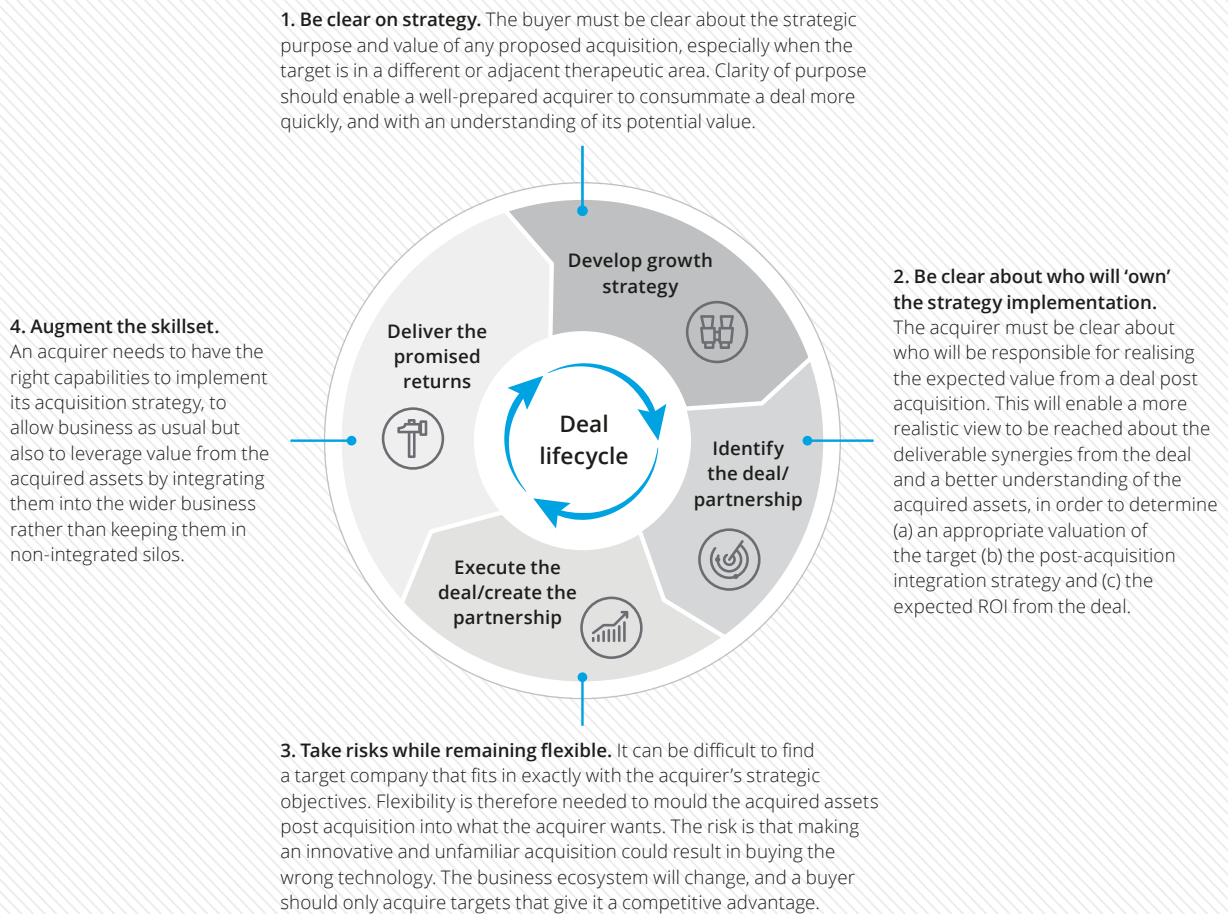 1. Be clear on strategy. The buyer must be clear about the strategic
purpose and value of any proposed acquisition, especially when the
target is in a different or adjacent therapeutic area. Clarity of purpose
should enable a well-prepared acquirer to consummate a deal more
quickly, and with an understanding of its potential value.
Develop growth
strategy
2. Be clear about who will ‘own’
the strategy implementation.
The acquirer must be clear about
who will be responsible for realising
the expected value from a deal post
acquisition. This will enable a more
realistic view to be reached about the
deliverable synergies from the deal
and a better understanding of the
acquired assets, in order to determine
(a) an appropriate valuation of
the target (b) the post-acquisition
integration strategy and (c) the
expected ROI from the deal.
Identify
the deal/
partnership
Deal
lifecycle
Execute the
deal/create the
partnership
3. Take risks while remaining flexible. It can be difficult to find
a target company that fits in exactly with the acquirer’s strategic
objectives. Flexibility is therefore needed to mould the acquired assets
post acquisition into what the acquirer wants. The risk is that making
an innovative and unfamiliar acquisition could result in buying the
wrong technology. The business ecosystem will change, and a buyer
should only acquire targets that give it a competitive advantage.
Deliver the
promised
returns
4. Augment the skillset.
An acquirer needs to have the
right capabilities to implement
its acquisition strategy, to
allow business as usual but
also to leverage value from the
acquired assets by integrating
them into the wider business
rather than keeping them in
non-integrated silos.